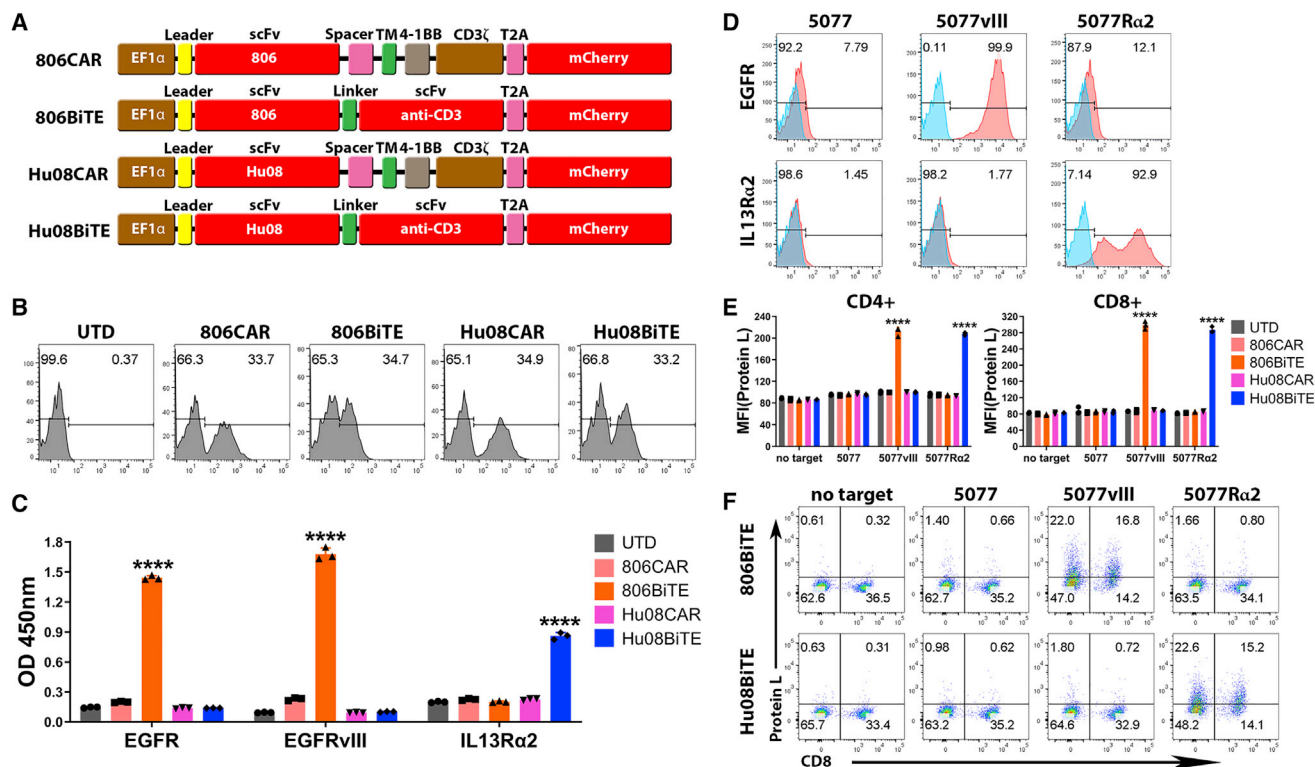 A
Leader scFv Spacer TM 4-1BB CD3ζ T2A
806CAR EF1α 806 mCherry
Leader scFv Linker scFv T2A
806BiTE EF1α 806 anti-CD3 mCherry
Leader scFv Spacer TM 4-1BB CD3ζ T2A
Hu08CAR EF1α Hu08 mCherry
Leader scFv Linker scFv T2A
Hu08BiTE EF1α Hu08 anti-CD3 mCherry
B
UTD 806CAR 806BiTE Hu08CAR Hu08BiTE
99.6 0.37 66.3 33.7 65.3 34.7 65.1 34.9 66.8 33.2
C
OD 450nm
1.8
1.5
1.2
0.9
0.6
0.3
0.0
**** **** ****
EGFR EGFRvIII IL13Rα2
UTD
806CAR
806BiTE
Hu08CAR
Hu08BiTE
D
5077 5077vIII 5077Rα2
EGFR
92.2 7.79 0.11 99.9 87.9 12.1
IL13Rα2
98.6 1.45 98.2 1.77 7.14 92.9
E
CD4+
MFI(Protein L)
240
200
160
120
80
40
0
**** ****
no target 5077 5077vIII 5077Rα2
CD8+
MFI(Protein L)
320
280
240
200
160
120
80
40
0
**** ****
no target 5077 5077vIII 5077Rα2
UTD
806CAR
806BiTE
Hu08CAR
Hu08BiTE
F
no target 5077 5077vIII 5077Rα2
806BiTE
0.61 0.32 1.40 0.66 22.0 16.8 1.66 0.80
62.6 36.5 62.7 35.2 47.0 14.2 63.5 34.1
Hu08BiTE
0.63 0.31 0.98 0.62 1.80 0.72 22.6 15.2
65.7 33.4 63.2 35.2 64.6 32.9 48.2 14.1
Protein L
CD8